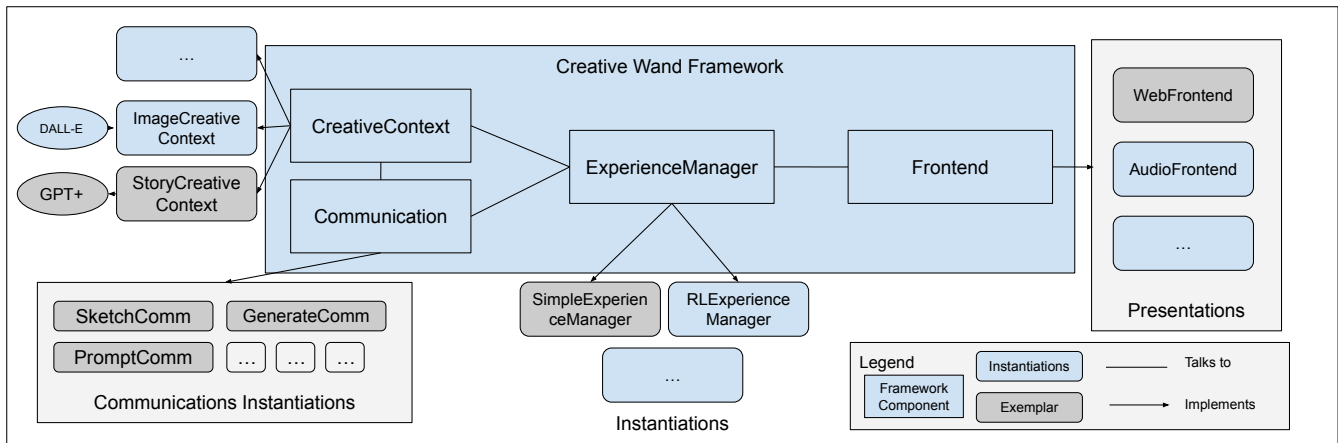 …
Creative Wand Framework
DALL-E
ImageCreative
Context
GPT+
StoryCreative
Context
CreativeContext
Communication
ExperienceManager
Frontend
WebFrontend
AudioFrontend
…
Presentations
SketchComm
GenerateComm
PromptComm
…
…
…
Communications Instantiations
SimpleExperien
ceManager
RLExperience
Manager
…
Instantiations
Legend
Framework
Component
Instantiations
Exemplar
Talks to
Implements